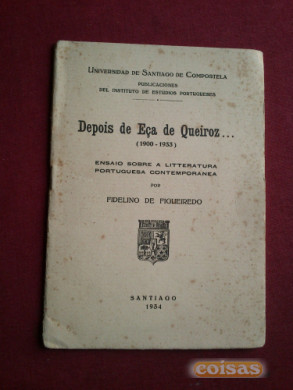 UNIVERSIDAD DE SANTIAGO DE COMPOSTELA
PUBLICACIONES
DEL INSTITUTO DE ESTUDIOS PORTUGUESES
Depois de Eça de Queiroz...
(1900-1933)
ENSAIO SOBRE A LITTERATURA
PORTUGUESA CONTEMPORÁNEA
POR
FIDELINO DE FIGUEIREDO
SANTIAGO
1934
coisas